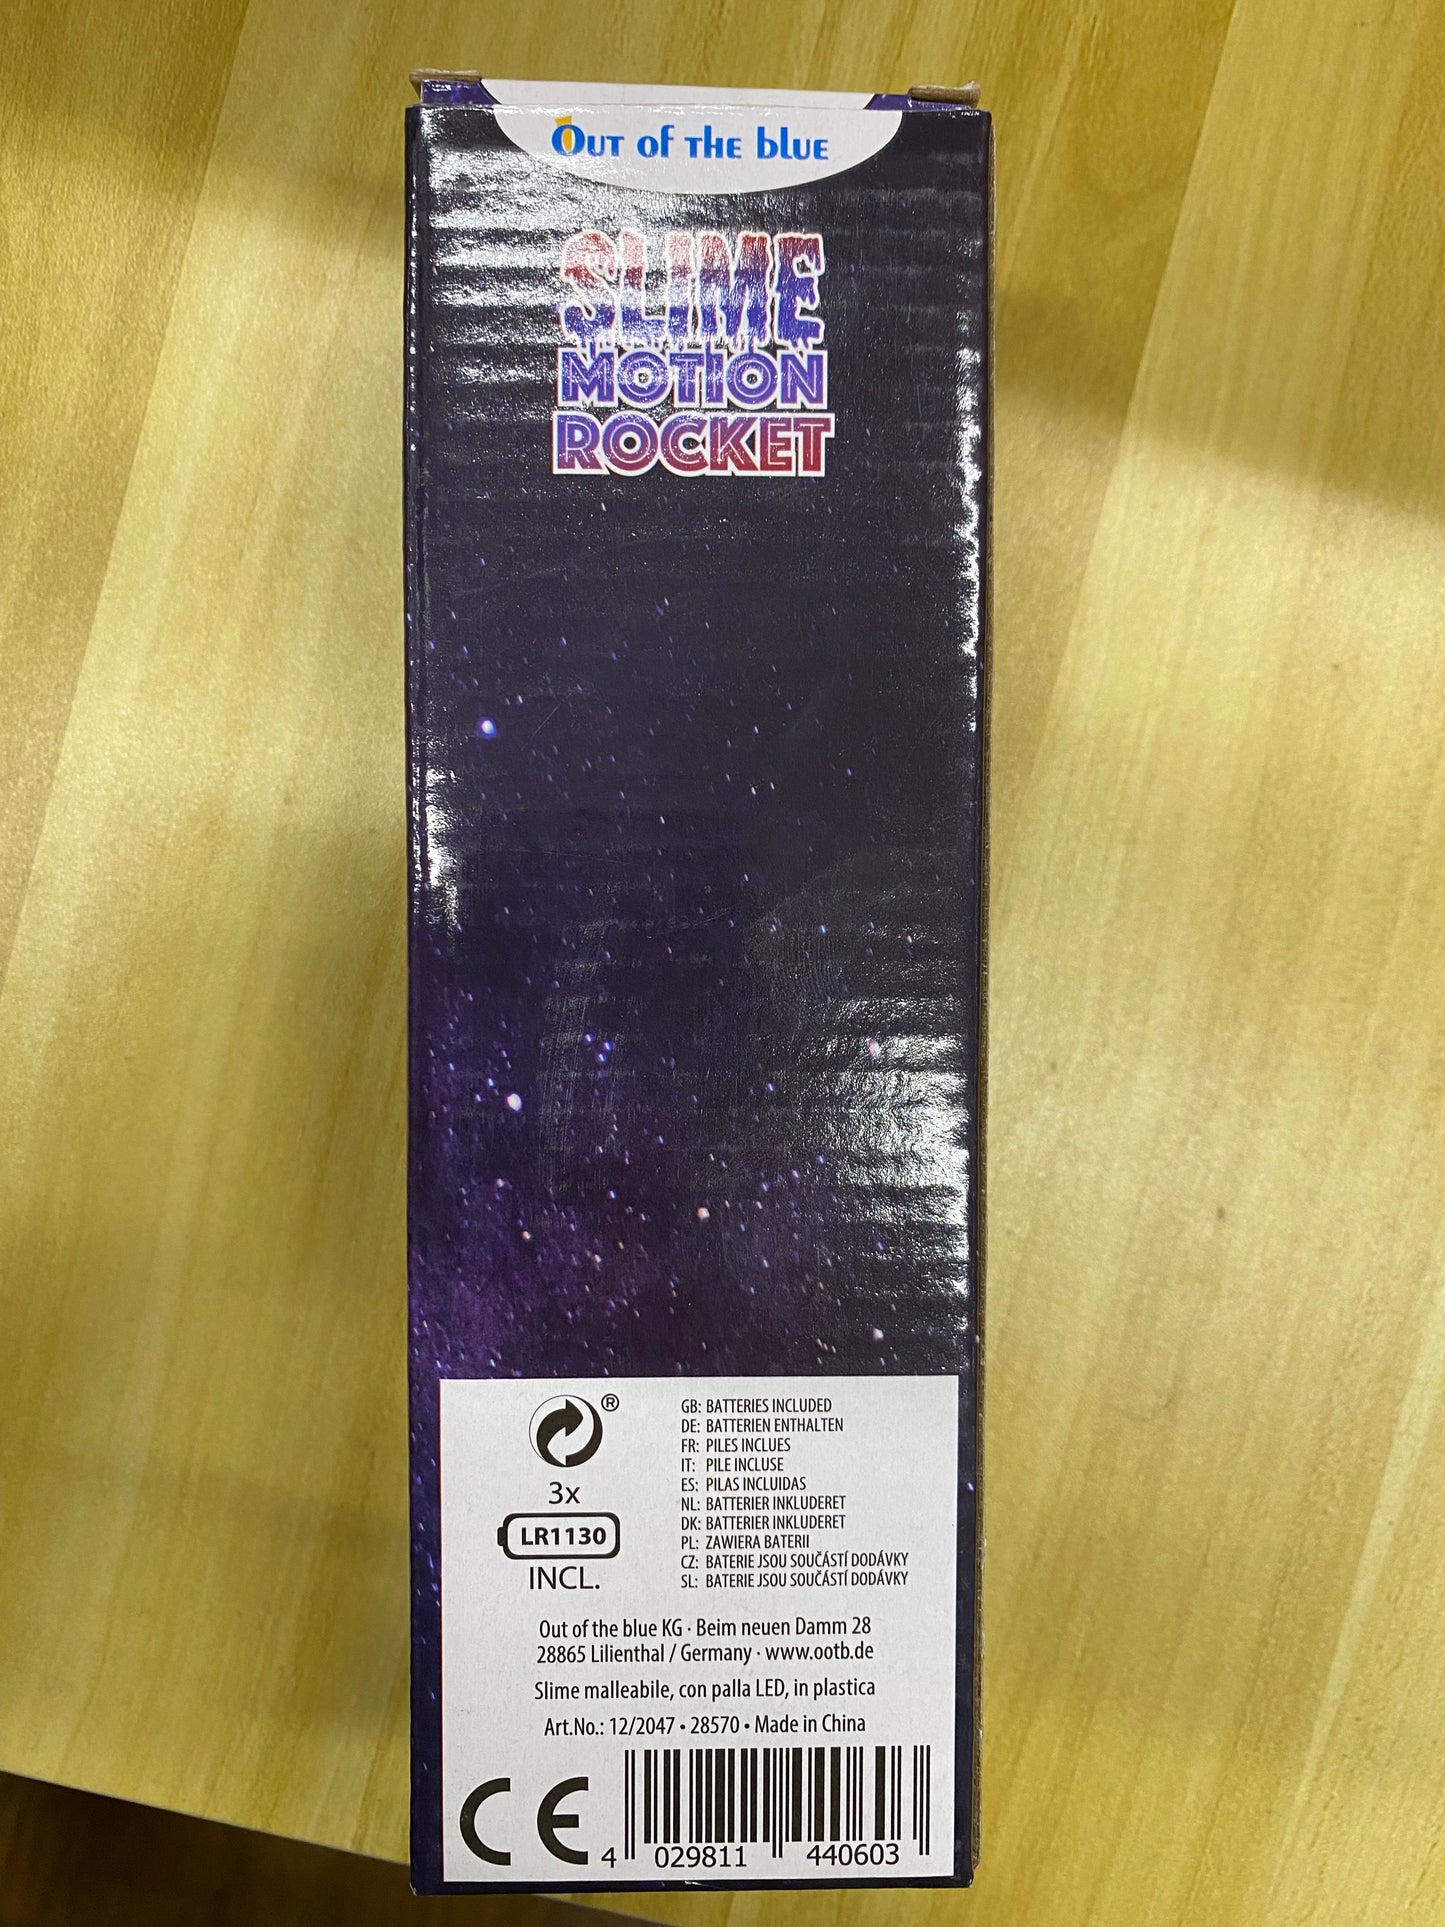 Out of the blue
SLIME
MOTION
ROCKET
®
3x
LR1130
INCL.
GB: BATTERIES INCLUDED
DE: BATTERIEN ENTHALTEN
FR: PILES INCLUES
IT: PILE INCLUSE
ES: PILAS INCLUIDAS
NL: BATTERIER INKLUDERET
DK: BATTERIER INKLUDERET
PL: ZAWIERA BATERII
CZ: BATERIE JSOU SOUČÁSTÍ DODÁVKY
SL: BATERIE JSOU SOUČÁSTÍ DODÁVKY
Out of the blue KG · Beim neuen Damm 28
28865 Lilienthal / Germany · www.ootb.de
Slime malleabile, con palla LED, in plastica
Art.No.: 12/2047 • 28570 • Made in China
CE
4 029811 440603